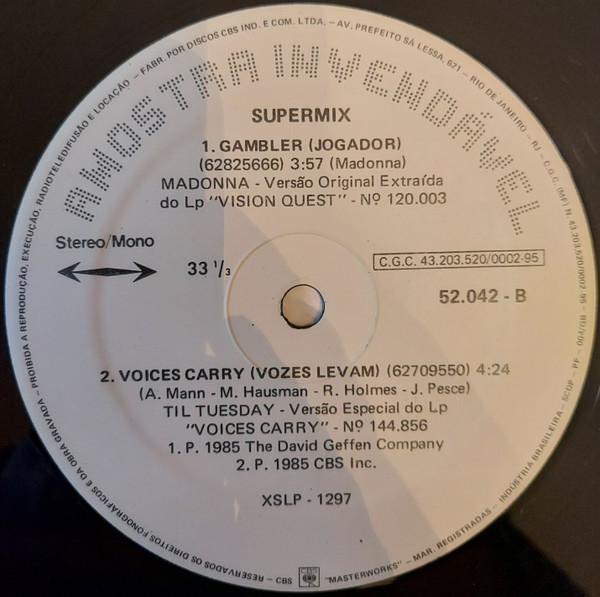 FABR. POR DISCOS CBS IND. E COM. LTDA. - AV. PREFEITO SÁ LESSA, 621 - RIO DE JANEIRO - RJ - C.G.C. (MF) N. 43.203.520/0002-95 - INDÚSTRIA BRASILEIRA - MAR. REGISTRADAS - "MASTERWORKS" - CBS - RESERVADOS OS DIREITOS FONOGRÁFICOS E DA OBRA GRAVADA - PROIBIDA A REPRODUÇÃO, EXECUÇÃO, RADIOTELEDIFUSÃO E LOCAÇÃO
AMOSTRA INVENDÁVEL
SUPERMIX
1. GAMBLER (JOGADOR)
(62825666) 3:57 (Madonna)
MADONNA - Versão Original Extraída
do Lp "VISION QUEST" - Nº 120.003
Stereo/Mono
33 1/3
C.G.C. 43.203.520/0002-95
52.042 - B
2. VOICES CARRY (VOZES LEVAM) (62709550) 4:24
(A. Mann - M. Hausman - R. Holmes - J. Pesce)
TIL TUESDAY - Versão Especial do Lp
"VOICES CARRY" - Nº 144.856
1. P. 1985 The David Geffen Company
2. P. 1985 CBS Inc.
XSLP - 1297
CBS